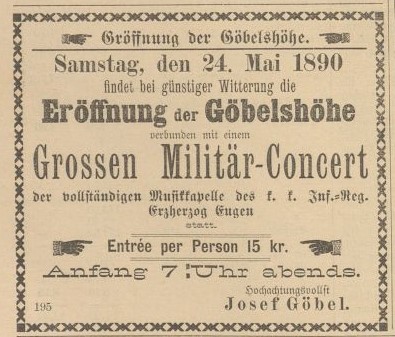 Eröffnung der Göbelshöhe.
Samstag, den 24. Mai 1890
findet bei günstiger Witterung die
Eröffnung der Göbelshöhe
verbunden mit einem
Grossen Militär-Concert
der vollständigen Musikkapelle des k. k. Inf.-Reg.
Erzherzog Eugen
statt.
Entrée per Person 15 kr.
Anfang 7 Uhr abends.
Hochachtungsvollst
195 Josef Göbel.